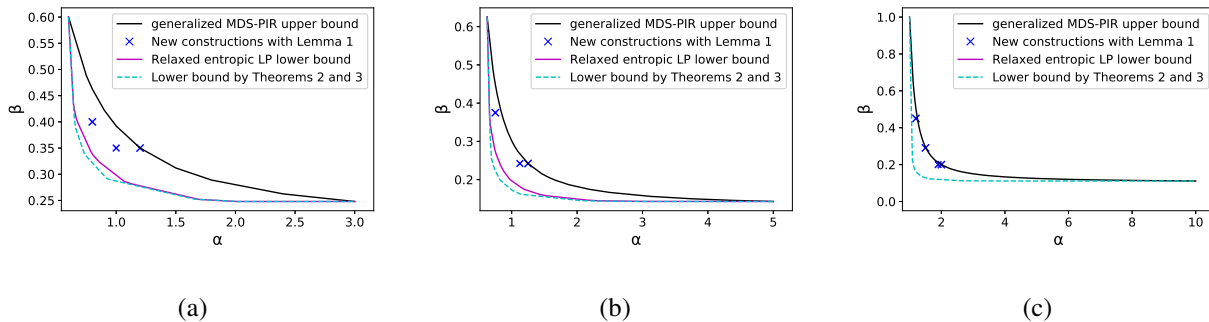 generalized MDS-PIR upper bound
New constructions with Lemma 1
Relaxed entropic LP lower bound
Lower bound by Theorems 2 and 3
0.60
0.55
0.50
0.45
0.40
0.35
0.30
0.25
β
1.0 1.5 2.0 2.5 3.0
α
(a)
generalized MDS-PIR upper bound
New constructions with Lemma 1
Relaxed entropic LP lower bound
Lower bound by Theorems 2 and 3
0.6
0.5
0.4
0.3
0.2
β
1 2 3 4 5
α
(b)
generalized MDS-PIR upper bound
New constructions with Lemma 1
Relaxed entropic LP lower bound
Lower bound by Theorems 2 and 3
1.0
0.8
0.6
0.4
0.2
0.0
β
2 4 6 8 10
α
(c)